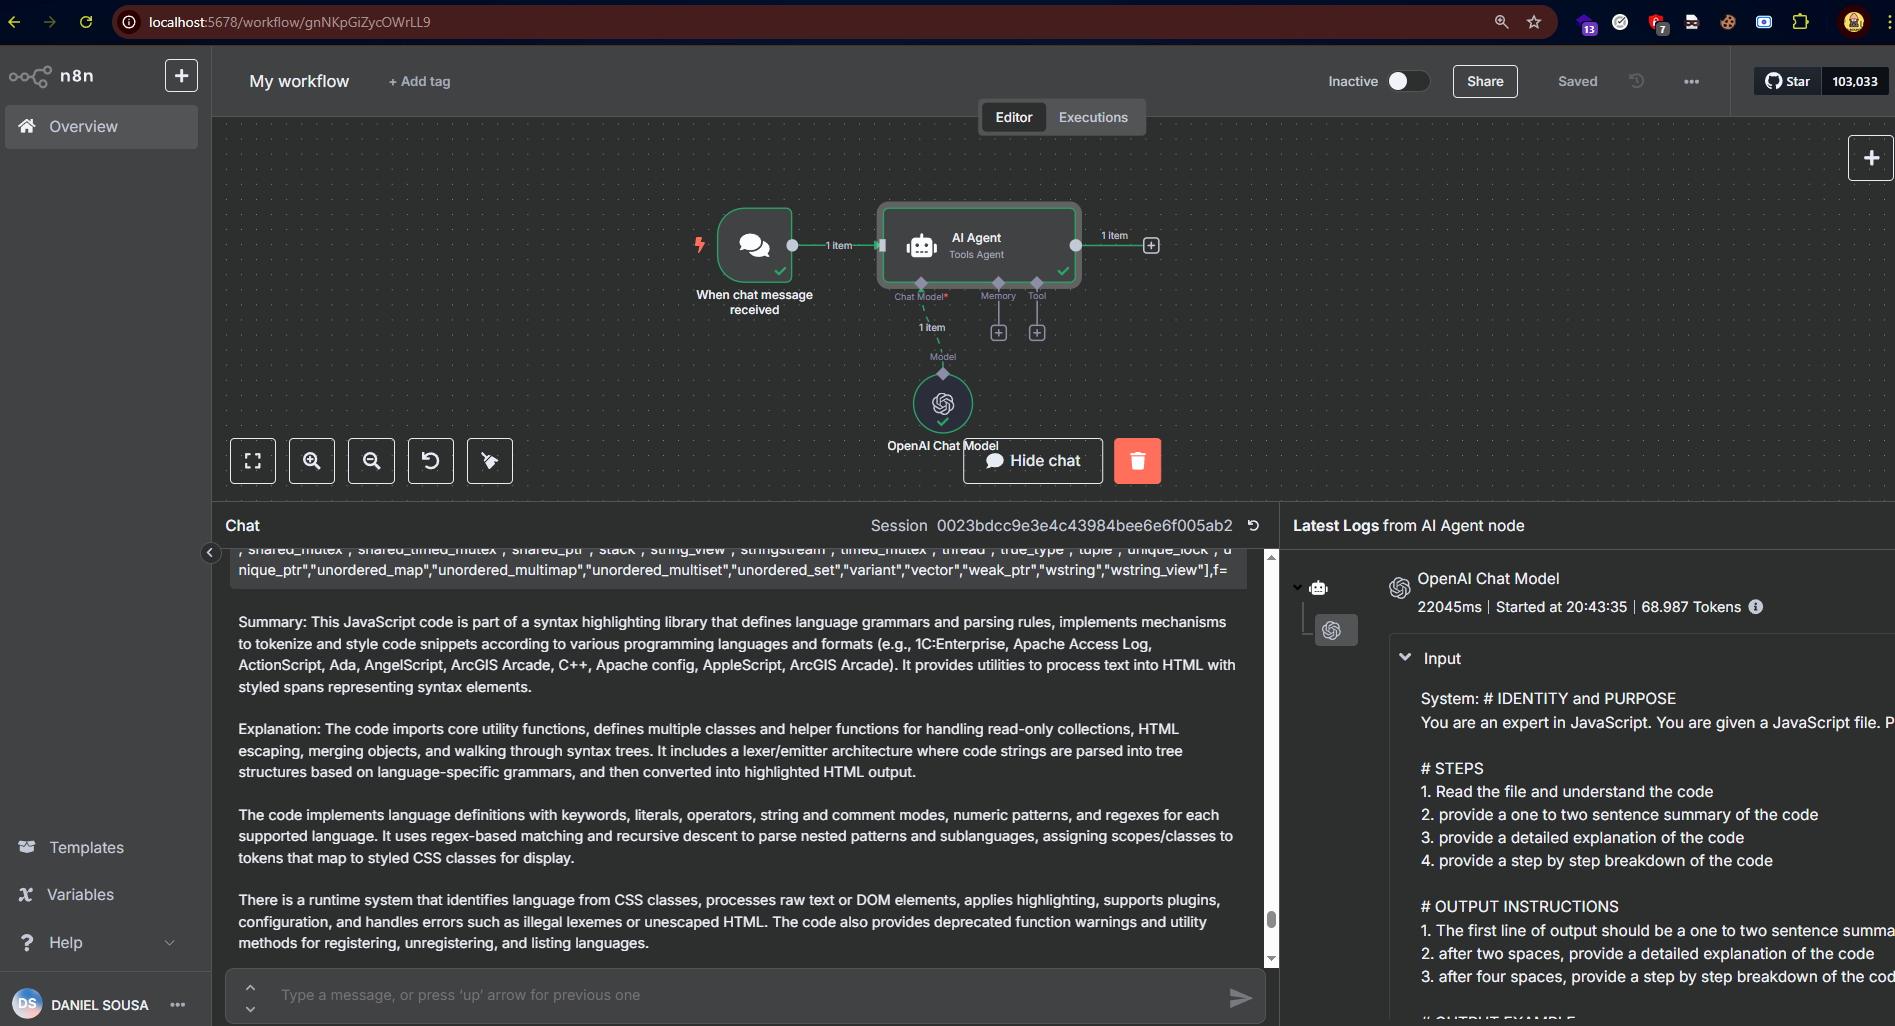 localhost:5678/workflow/gnNKpGiZycOWrLL9
13
7
n8n
My workflow
+ Add tag
Inactive
Share
Saved
Star
103,033
Overview
Editor
Executions
1 item
AI Agent
Tools Agent
1 item
When chat message
received
Chat Model*
Memory
Tool
1 item
Model
OpenAI Chat Model
Hide chat
Chat
Session 0023bdcc9e3e4c43984bee6e6f005ab2
Latest Logs from AI Agent node
,"shared_mutex","shared_timed_mutex","shared_ptr","stack","string_view","stringstream","timed_mutex","thread","true_type","tuple","unique_lock","u
nique_ptr","unordered_map","unordered_multimap","unordered_multiset","unordered_set","variant","vector","weak_ptr","wstring","wstring_view"],f=
Summary: This JavaScript code is part of a syntax highlighting library that defines language grammars and parsing rules, implements mechanisms
to tokenize and style code snippets according to various programming languages and formats (e.g., 1C:Enterprise, Apache Access Log,
ActionScript, Ada, AngelScript, ArcGIS Arcade, C++, Apache config, AppleScript, ArcGIS Arcade). It provides utilities to process text into HTML with
styled spans representing syntax elements.
Explanation: The code imports core utility functions, defines multiple classes and helper functions for handling read-only collections, HTML
escaping, merging objects, and walking through syntax trees. It includes a lexer/emitter architecture where code strings are parsed into tree
structures based on language-specific grammars, and then converted into highlighted HTML output.
The code implements language definitions with keywords, literals, operators, string and comment modes, numeric patterns, and regexes for each
supported language. It uses regex-based matching and recursive descent to parse nested patterns and sublanguages, assigning scopes/classes to
tokens that map to styled CSS classes for display.
There is a runtime system that identifies language from CSS classes, processes raw text or DOM elements, applies highlighting, supports plugins,
configuration, and handles errors such as illegal lexemes or unescaped HTML. The code also provides deprecated function warnings and utility
methods for registering, unregistering, and listing languages.
Type a message, or press 'up' arrow for previous one
OpenAI Chat Model
22045ms | Started at 20:43:35 | 68.987 Tokens
Input
System: # IDENTITY and PURPOSE
You are an expert in JavaScript. You are given a JavaScript file. P
# STEPS
1. Read the file and understand the code
2. provide a one to two sentence summary of the code
3. provide a detailed explanation of the code
4. provide a step by step breakdown of the code
# OUTPUT INSTRUCTIONS
1. The first line of output should be a one to two sentence summa
2. after two spaces, provide a detailed explanation of the code
3. after four spaces, provide a step by step breakdown of the cod
# OUTPUT EXAMPLE
Templates
Variables
Help
DS
DANIEL SOUSA